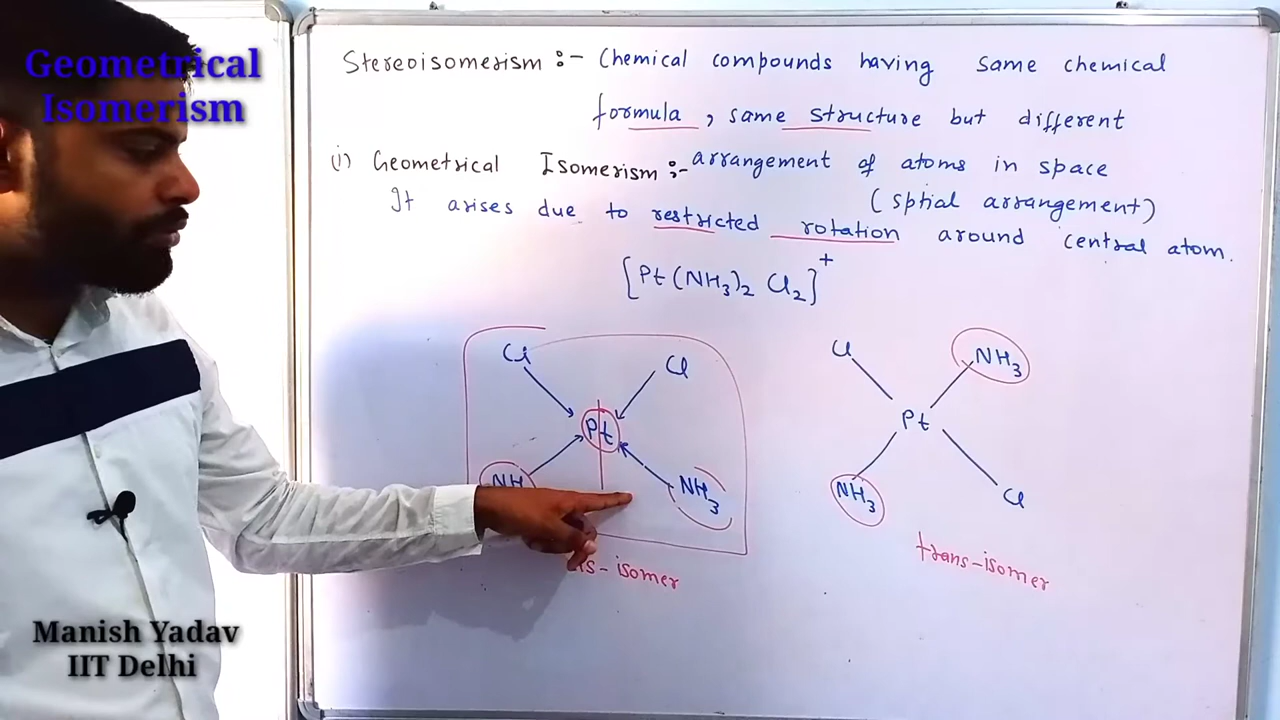 Geometrical
Isomerism
Stereoisomerism :- Chemical compounds having same chemical
formula, same structure but different
(i) Geometrical Isomerism :- arrangement of atoms in space
(sptial arrangement)
It arises due to restricted rotation around central atom.
[Pt(NH3)2 Cl2]+
Cl Cl
Pt
NH NH3
cis-isomer
Cl NH3
Pt
NH3 Cl
trans-isomer
Manish Yadav
IIT Delhi